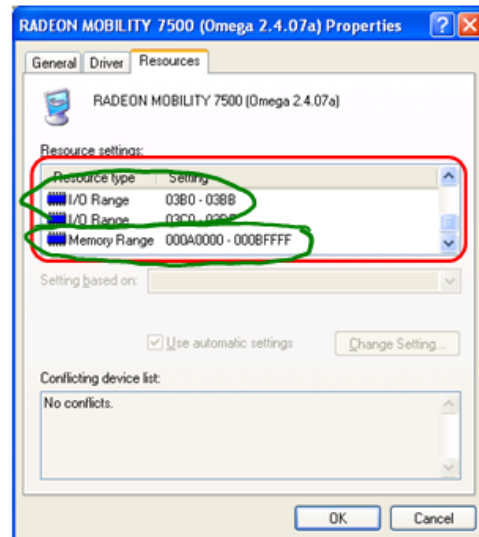 RADEON MOBILITY 7500 (Omega 2.4.07a) Properties
General Driver Resources
RADEON MOBILITY 7500 (Omega 2.4.07a)
Resource settings:
Resource type Setting
I/O Range 03B0 - 03BB
I/O Range 03C0 - 03DF
Memory Range 000A0000 - 000BFFFF
Setting based on:
Use automatic settings Change Setting...
Conflicting device list:
No conflicts.
OK Cancel